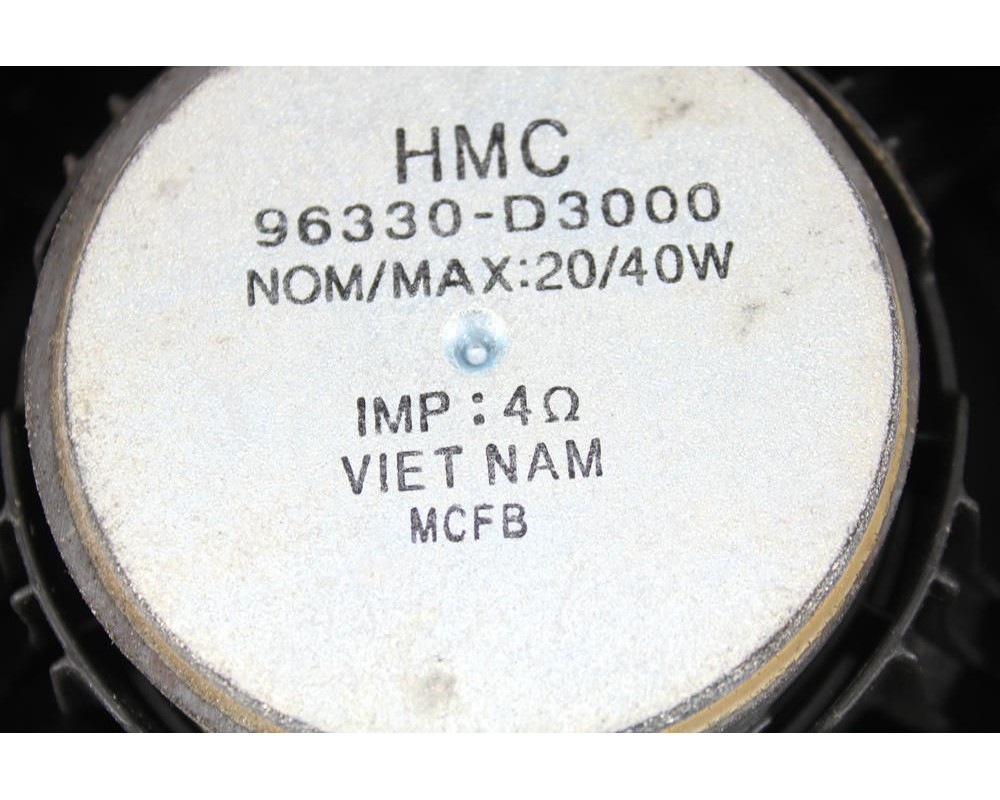 HMC
96330-D3000
NOM/MAX:20/40W
IMP : 4Ω
VIET NAM
MCFB